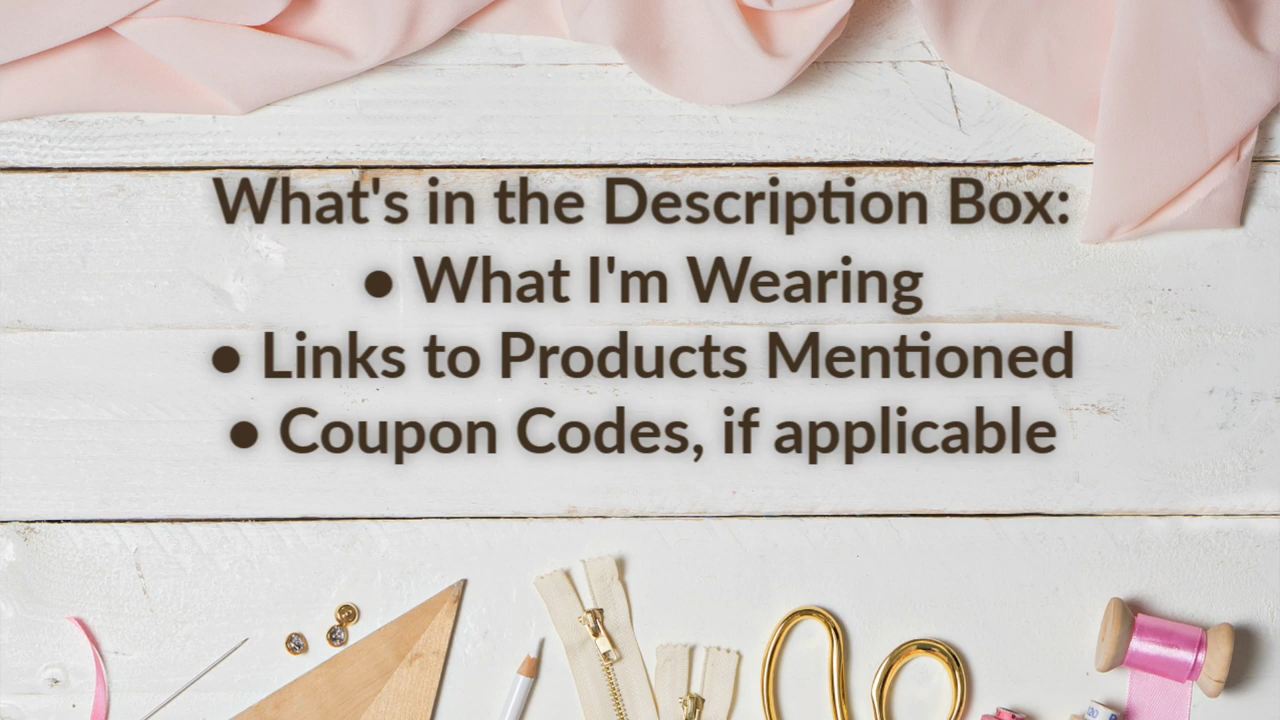 What's in the Description Box:
● What I'm Wearing
● Links to Products Mentioned
● Coupon Codes, if applicable